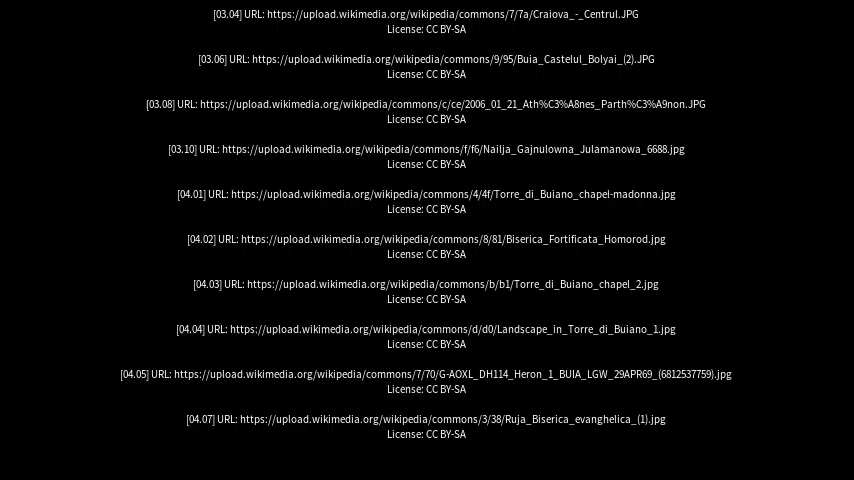 [03.04] URL: https://upload.wikimedia.org/wikipedia/commons/7/7a/Craiova_-_Centrul.JPG
License: CC BY-SA
[03.06] URL: https://upload.wikimedia.org/wikipedia/commons/9/95/Buia_Castelul_Bolyai_(2).JPG
License: CC BY-SA
[03.08] URL: https://upload.wikimedia.org/wikipedia/commons/c/ce/2006_01_21_Ath%C3%A8nes_Parth%C3%A9non.JPG
License: CC BY-SA
[03.10] URL: https://upload.wikimedia.org/wikipedia/commons/f/f6/Nailja_Gajnulowna_Julamanowa_6688.jpg
License: CC BY-SA
[04.01] URL: https://upload.wikimedia.org/wikipedia/commons/4/4f/Torre_di_Buiano_chapel-madonna.jpg
License: CC BY-SA
[04.02] URL: https://upload.wikimedia.org/wikipedia/commons/8/81/Biserica_Fortificata_Homorod.jpg
License: CC BY-SA
[04.03] URL: https://upload.wikimedia.org/wikipedia/commons/b/b1/Torre_di_Buiano_chapel_2.jpg
License: CC BY-SA
[04.04] URL: https://upload.wikimedia.org/wikipedia/commons/d/d0/Landscape_in_Torre_di_Buiano_1.jpg
License: CC BY-SA
[04.05] URL: https://upload.wikimedia.org/wikipedia/commons/7/70/G-AOXL_DH114_Heron_1_BUIA_LGW_29APR69_(6812537759).jpg
License: CC BY-SA
[04.07] URL: https://upload.wikimedia.org/wikipedia/commons/3/38/Ruja_Biserica_evanghelica_(1).jpg
License: CC BY-SA